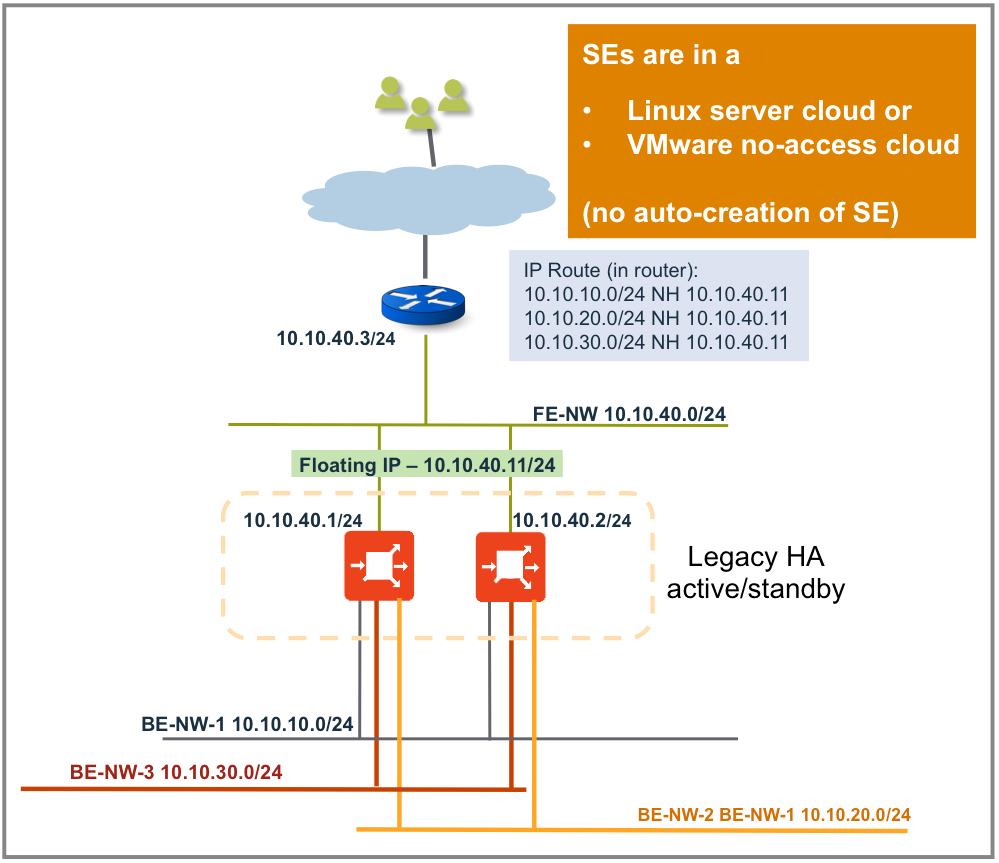 SEs are in a
• Linux server cloud or
• VMware no-access cloud
(no auto-creation of SE)
IP Route (in router):
10.10.10.0/24 NH 10.10.40.11
10.10.20.0/24 NH 10.10.40.11
10.10.30.0/24 NH 10.10.40.11
10.10.40.3/24
FE-NW 10.10.40.0/24
Floating IP – 10.10.40.11/24
10.10.40.1/24
10.10.40.2/24
Legacy HA
active/standby
BE-NW-1 10.10.10.0/24
BE-NW-3 10.10.30.0/24
BE-NW-2 BE-NW-1 10.10.20.0/24